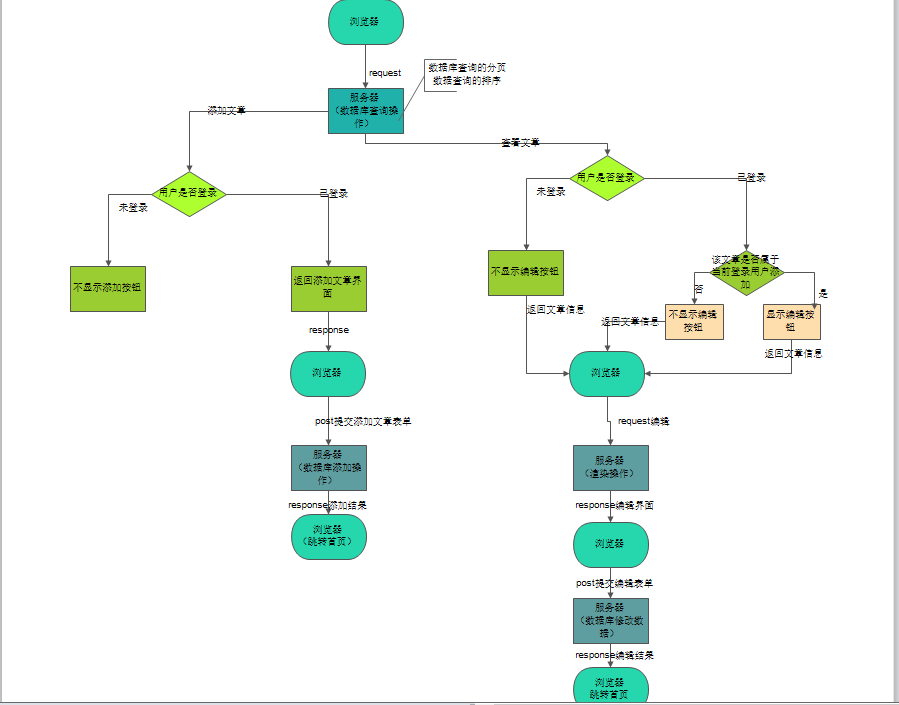 浏览器
request
数据库查询的分页
数据查询的排序
服务器
（数据库查询操
作）
添加文章
查看文章
用户是否登录
未登录
已登录
用户是否登录
未登录
已登录
不显示添加按钮
返回添加文章界
面
不显示编辑按钮
该文章是否属于
当前登录用户添
加
否
是
不显示编辑
按钮
显示编辑按
钮
返回文章信息
返回文章信息
返回文章信息
response
浏览器
浏览器
post提交添加文章表单
request编辑
服务器
（数据库添加操
作）
服务器
（渲染操作）
response添加结果
response编辑界面
浏览器
（跳转首页）
浏览器
post提交编辑表单
服务器
（数据库修改数
据）
response编辑结果
浏览器
跳转首页